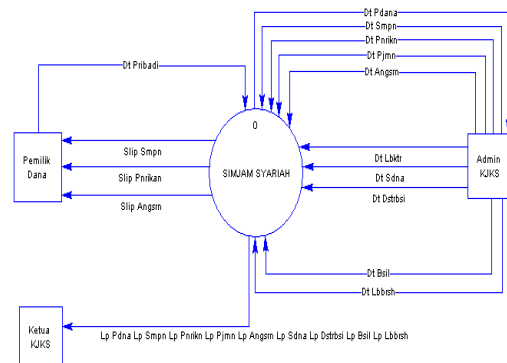 Dt Pdana
Dt Smpn
Dt Pnrikn
Dt Pjmn
Dt Angsrn
Dt Pribadi
0
SIMJAM SYARIAH
Pemilik
Dana
Slip Smpn
Slip Pnrikan
Slip Angsrn
Admin
KJKS
Dt Lbktr
Dt Sdna
Dt Dstrbsi
Dt Bsil
Dt Lbbrsh
Ketua
KJKS
Lp Pdna Lp Smpn Lp Pnrikn Lp Pjmn Lp Angsrn Lp Sdna Lp Dstrbsi Lp Bsil Lp Lbbrsh